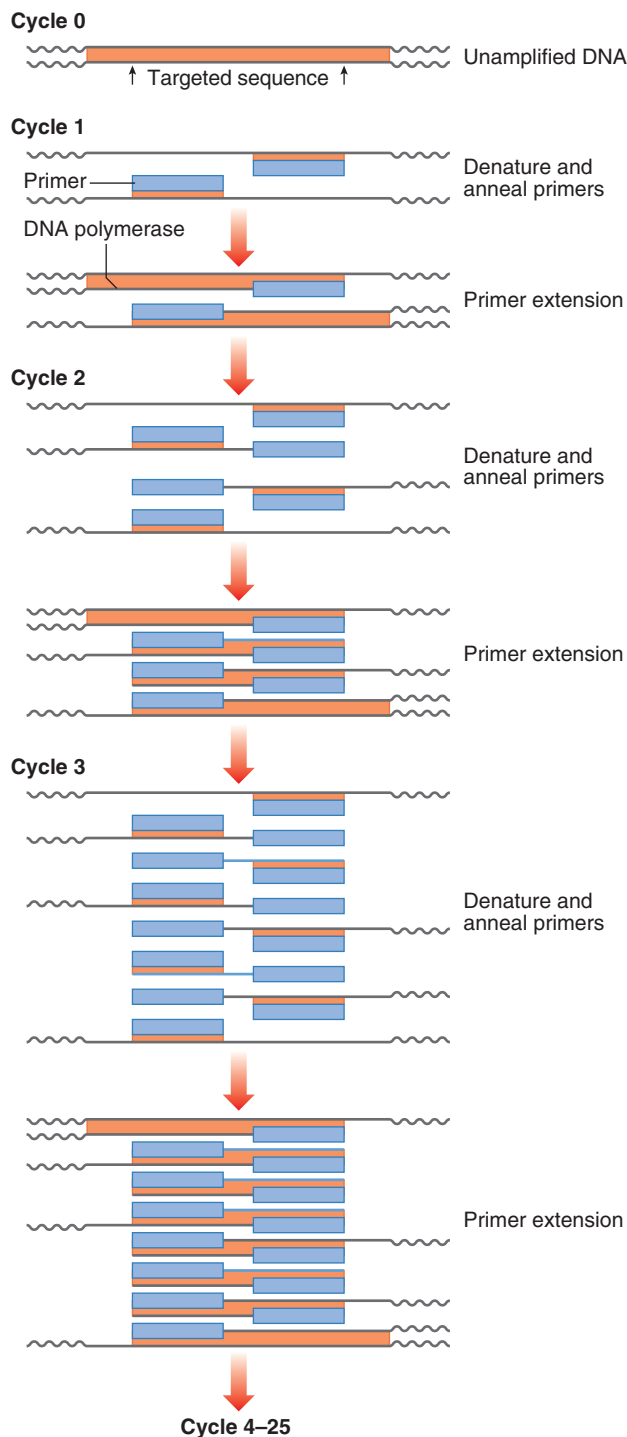 Cycle 0
Unamplified DNA
Targeted sequence
Cycle 1
Primer
Denature and
anneal primers
DNA polymerase
Primer extension
Cycle 2
Denature and
anneal primers
Primer extension
Cycle 3
Denature and
anneal primers
Primer extension
Cycle 4–25